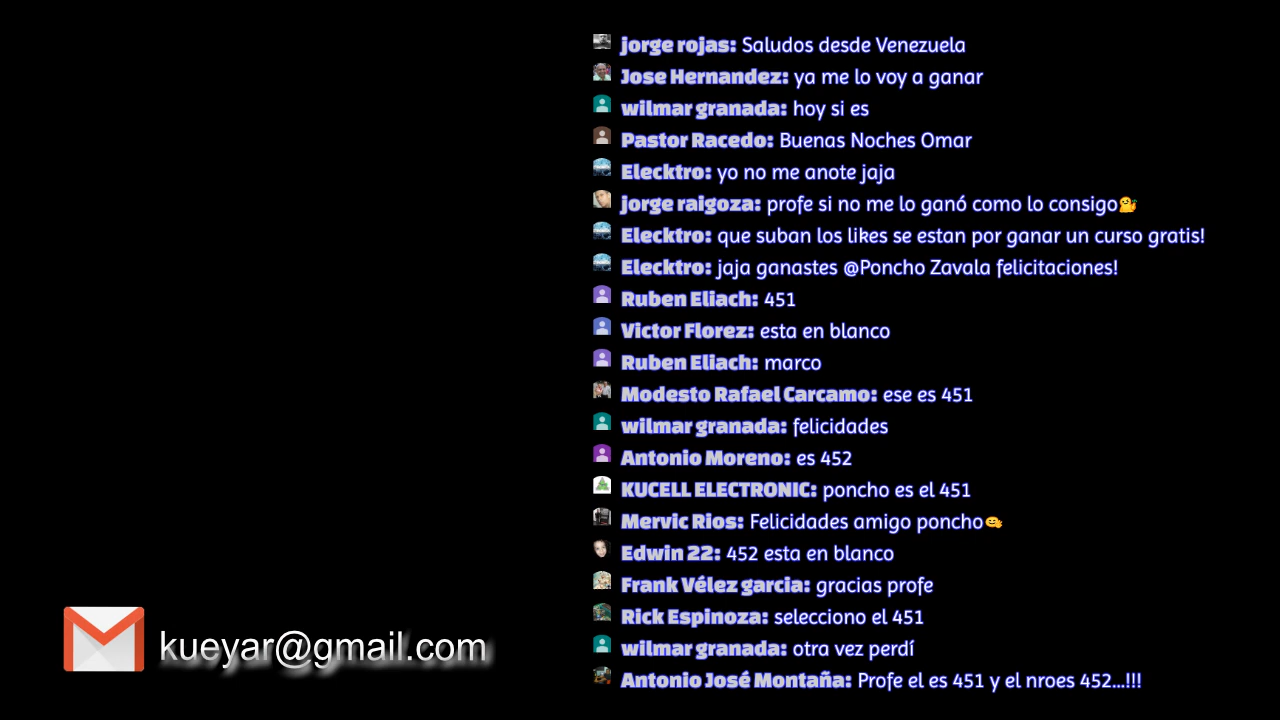 jorge rojas: Saludos desde Venezuela
Jose Hernandez: ya me lo voy a ganar
wilmar granada: hoy si es
Pastor Racedo: Buenas Noches Omar
Elecktro: yo no me anote jaja
jorge raigoza: profe si no me lo ganó como lo consigo
Elecktro: que suban los likes se estan por ganar un curso gratis!
Elecktro: jaja ganastes @Poncho Zavala felicitaciones!
Ruben Eliach: 451
Victor Florez: esta en blanco
Ruben Eliach: marco
Modesto Rafael Carcamo: ese es 451
wilmar granada: felicidades
Antonio Moreno: es 452
KUCELL ELECTRONIC: poncho es el 451
Mervic Rios: Felicidades amigo poncho
Edwin 22: 452 esta en blanco
Frank Vélez garcia: gracias profe
Rick Espinoza: selecciono el 451
wilmar granada: otra vez perdí
Antonio José Montaña: Profe el es 451 y el nroes 452...!!!
kueyar@gmail.com